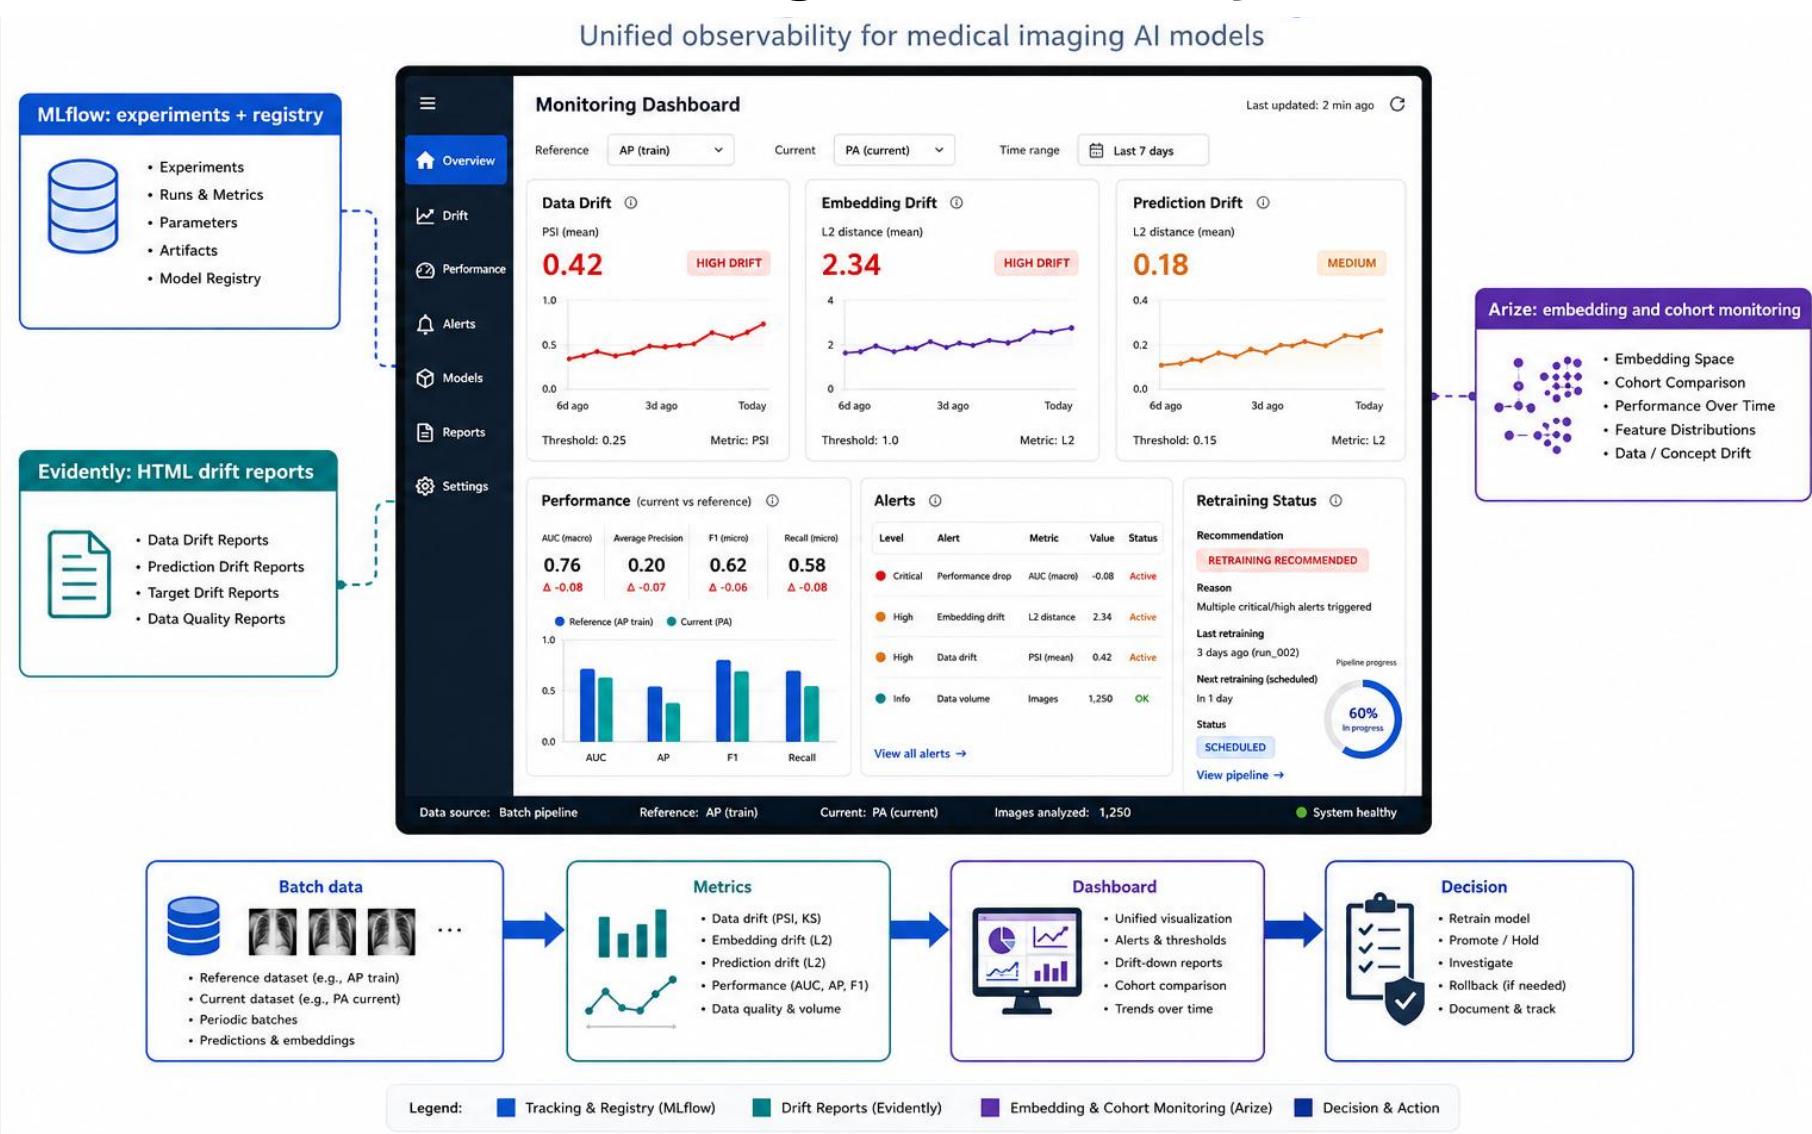 Unified observability for medical imaging AI models
MLflow: experiments + registry
• Experiments
• Runs & Metrics
• Parameters
• Artifacts
• Model Registry
Evidently: HTML drift reports
• Data Drift Reports
• Prediction Drift Reports
• Target Drift Reports
• Data Quality Reports
Overview
Drift
Performance
Alerts
Models
Reports
Settings
Monitoring Dashboard
Last updated: 2 min ago
Reference AP (train) Current PA (current) Time range Last 7 days
Data Drift
PSI (mean)
0.42 HIGH DRIFT
1.0
0.5
0.0
6d ago 3d ago Today
Threshold: 0.25 Metric: PSI
Embedding Drift
L2 distance (mean)
2.34 HIGH DRIFT
4
2
0
6d ago 3d ago Today
Threshold: 1.0 Metric: L2
Prediction Drift
L2 distance (mean)
0.18 MEDIUM
0.4
0.2
0.0
6d ago 3d ago Today
Threshold: 0.15 Metric: L2
Performance (current vs reference)
AUC (macro) Average Precision F1 (micro) Recall (micro)
0.76 0.20 0.62 0.58
Δ -0.08 Δ -0.07 Δ -0.06 Δ -0.08
Reference (AP train) Current (PA)
1.0
0.5
0.0
AUC AP F1 Recall
Alerts
Level Alert Metric Value Status
Critical Performance drop AUC (macro) -0.08 Active
High Embedding drift L2 distance 2.34 Active
High Data drift PSI (mean) 0.42 Active
Info Data volume Images 1,250 OK
View all alerts →
Retraining Status
Recommendation
RETRAINING RECOMMENDED
Reason
Multiple critical/high alerts triggered
Last retraining
3 days ago (run_002)
Pipeline progress
Next retraining (scheduled)
In 1 day
60%
In progress
Status
SCHEDULED
View pipeline →
Data source: Batch pipeline Reference: AP (train) Current: PA (current) Images analyzed: 1,250 System healthy
Arize: embedding and cohort monitoring
• Embedding Space
• Cohort Comparison
• Performance Over Time
• Feature Distributions
• Data / Concept Drift
Batch data
...
• Reference dataset (e.g., AP train)
• Current dataset (e.g., PA current)
• Periodic batches
• Predictions & embeddings
Metrics
• Data drift (PSI, KS)
• Embedding drift (L2)
• Prediction drift (L2)
• Performance (AUC, AP, F1)
• Data quality & volume
Dashboard
• Unified visualization
• Alerts & thresholds
• Drift-down reports
• Cohort comparison
• Trends over time
Decision
• Retrain model
• Promote / Hold
• Investigate
• Rollback (if needed)
• Document & track
Legend: Tracking & Registry (MLflow) Drift Reports (Evidently) Embedding & Cohort Monitoring (Arize) Decision & Action